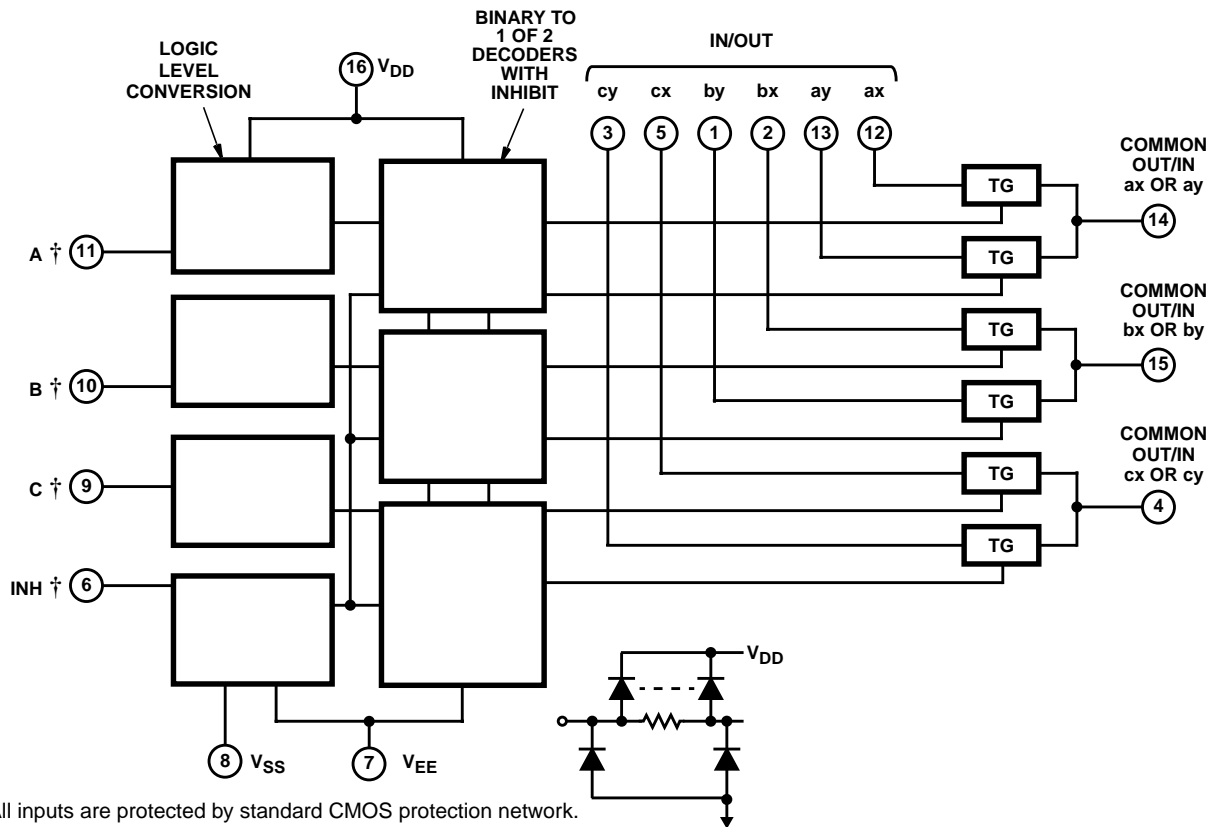 LOGIC
LEVEL
CONVERSION
16 VDD
BINARY TO
1 OF 2
DECODERS
WITH
INHIBIT
IN/OUT
cy cx by bx ay ax
3 5 1 2 13 12
TG
COMMON
OUT/IN
ax OR ay
14
A † 11
TG
TG
COMMON
OUT/IN
bx OR by
15
B † 10
TG
C † 9
TG
COMMON
OUT/IN
cx OR cy
4
TG
INH † 6
8 VSS
7 VEE
VDD
All inputs are protected by standard CMOS protection network.